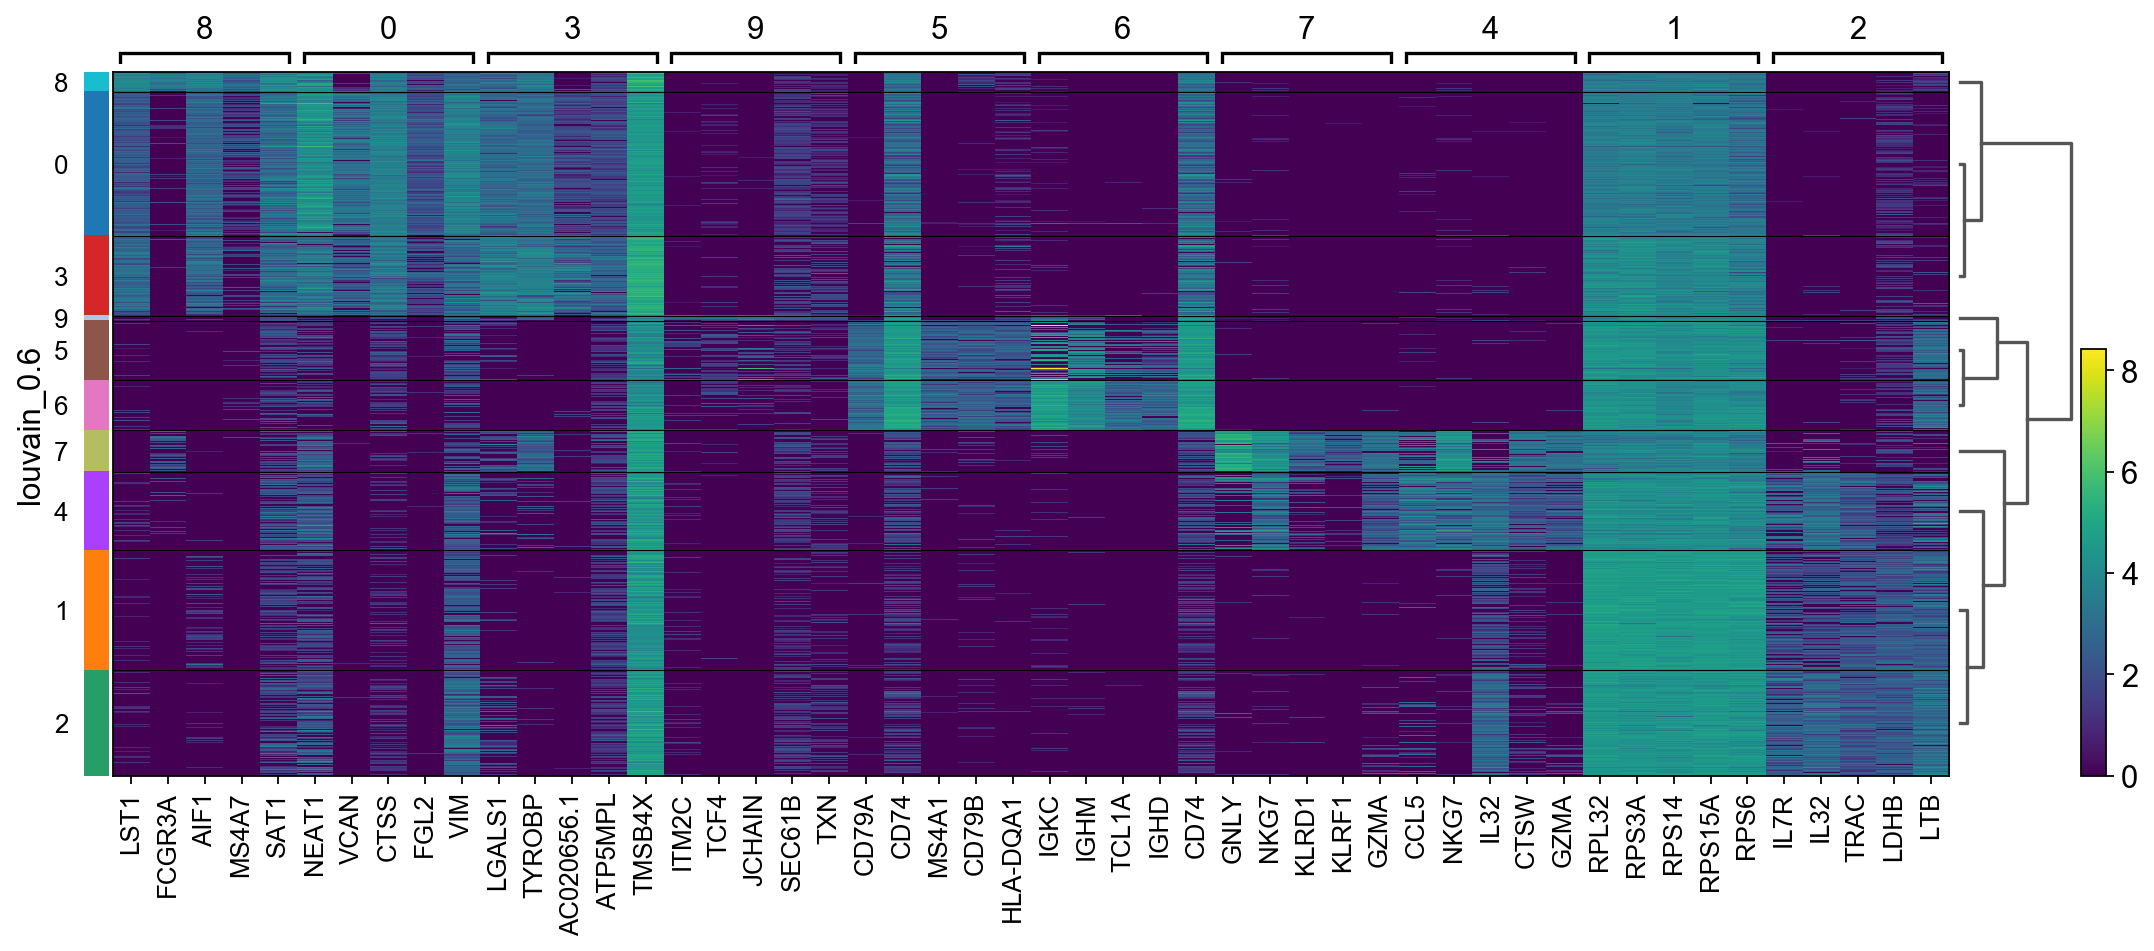 8 0 3 9 5 6 7 4 1 2
louvain_0.6
8
0
3
9
5
6
7
4
1
2
8
6
4
2
0
LST1
FCGR3A
AIF1
MS4A7
SAT1
NEAT1
VCAN
CTSS
FGL2
VIM
LGALS1
TYROBP
AC020656.1
ATP5MPL
TMSB4X
ITM2C
TCF4
JCHAIN
SEC61B
TXN
CD79A
CD74
MS4A1
CD79B
HLA-DQA1
IGKC
IGHM
TCL1A
IGHD
CD74
GNLY
NKG7
KLRD1
KLRF1
GZMA
CCL5
NKG7
IL32
CTSW
GZMA
RPL32
RPS3A
RPS14
RPS15A
RPS6
IL7R
IL32
TRAC
LDHB
LTB